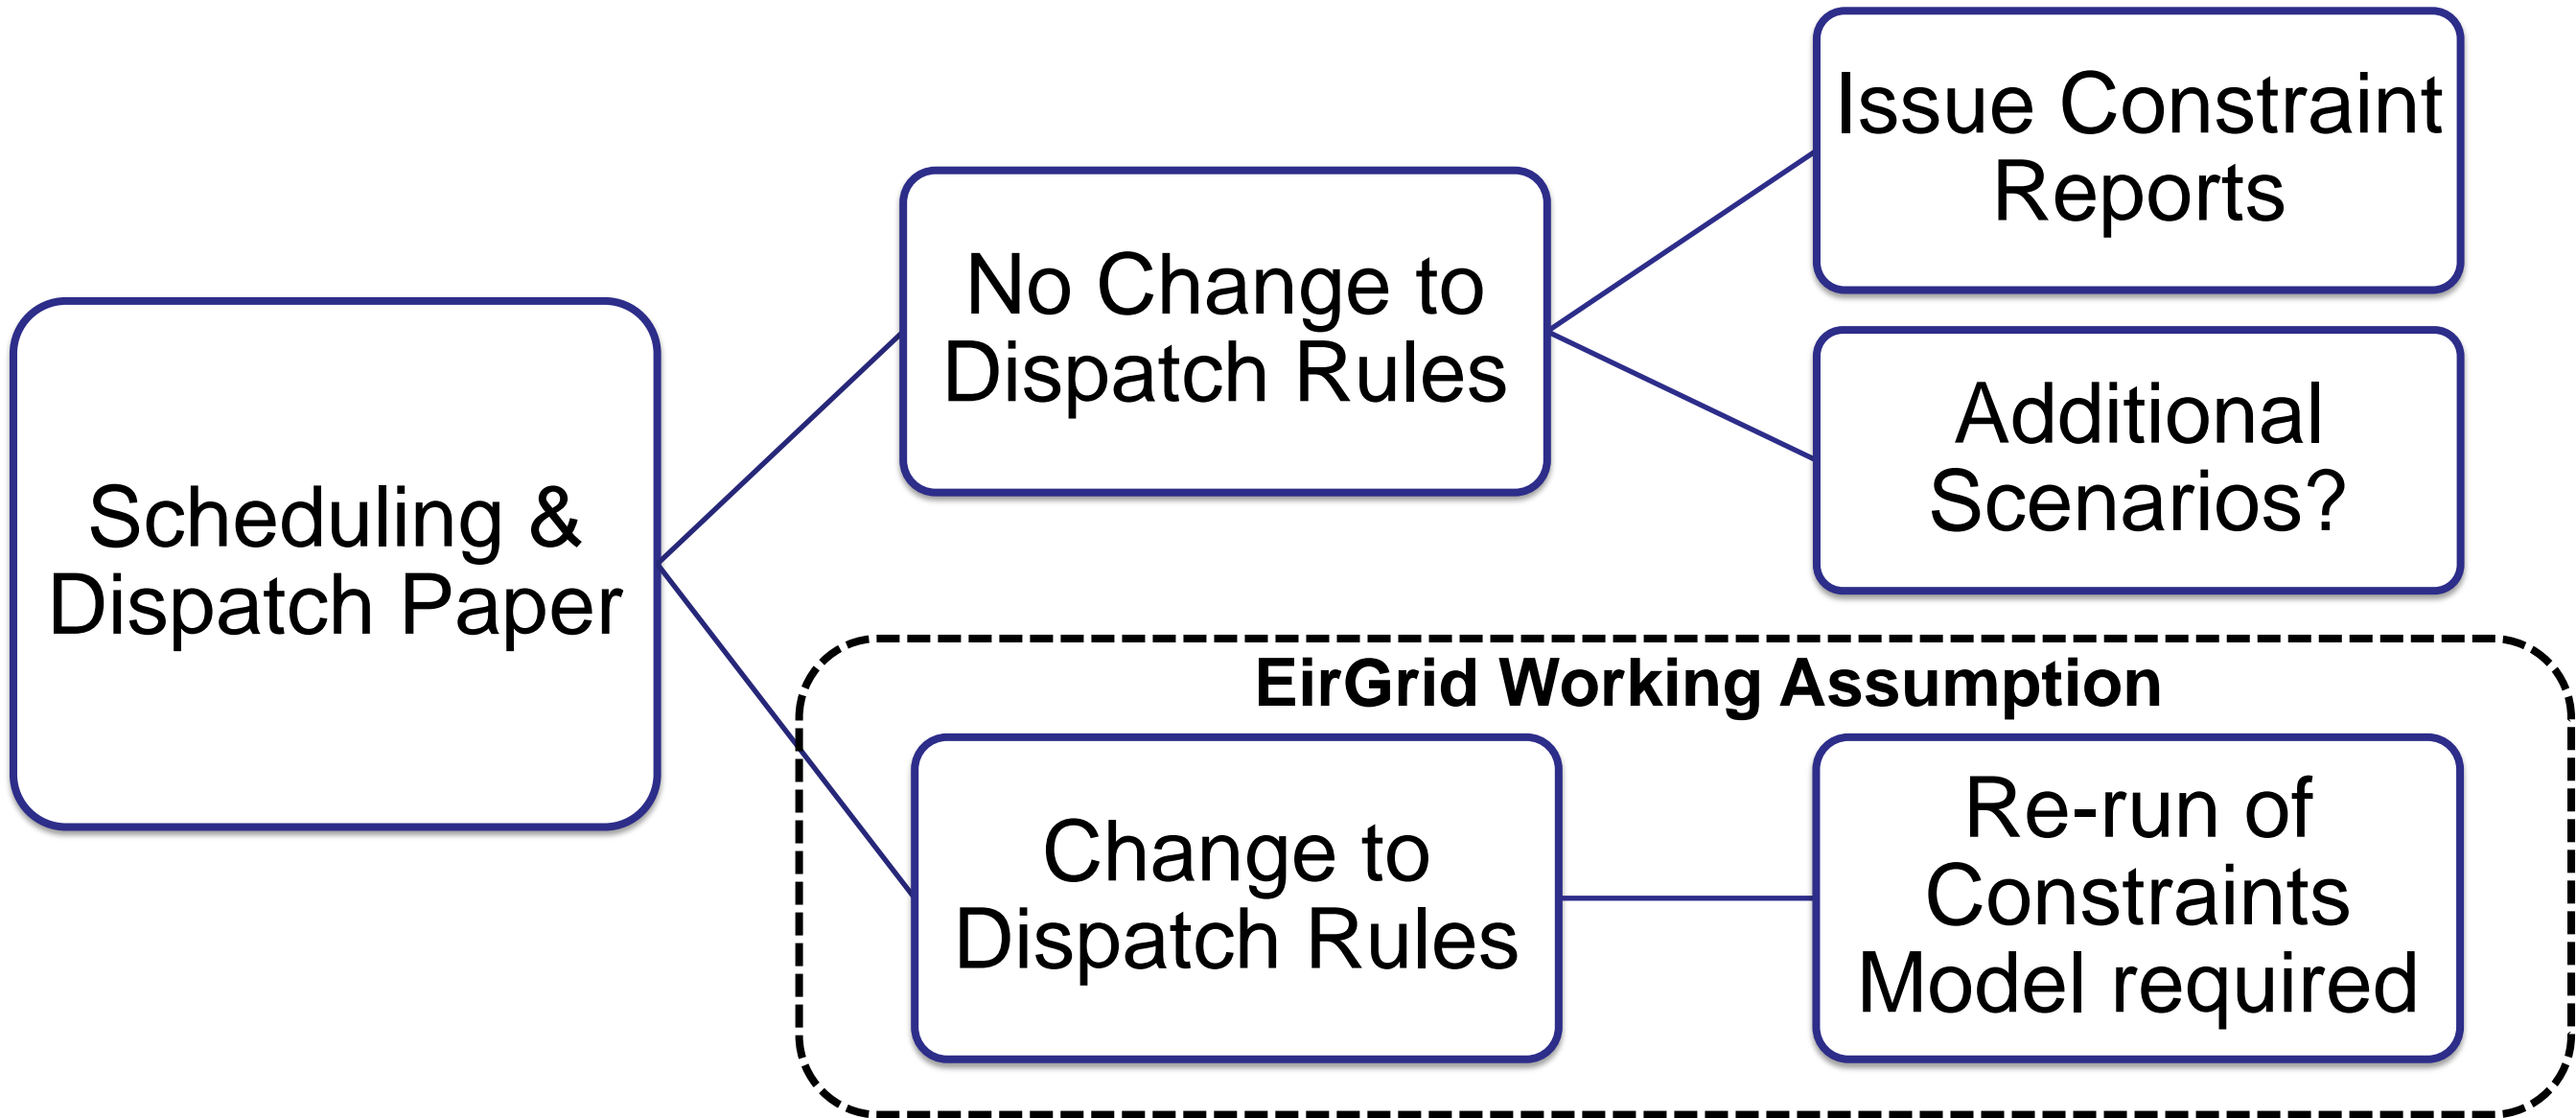 Scheduling &
Dispatch Paper
No Change to
Dispatch Rules
Issue Constraint
Reports
Additional
Scenarios?
EirGrid Working Assumption
Change to
Dispatch Rules
Re-run of
Constraints
Model required